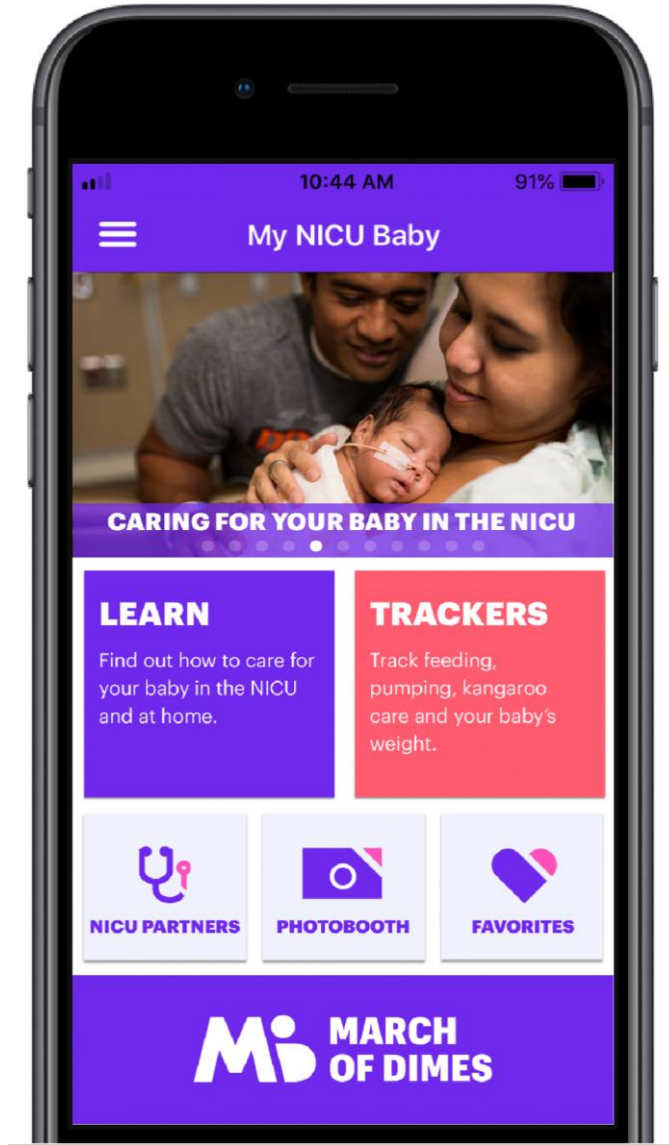 10:44 AM 91%
My NICU Baby
CARING FOR YOUR BABY IN THE NICU
LEARN
Find out how to care for
your baby in the NICU
and at home.
TRACKERS
Track feeding,
pumping, kangaroo
care and your baby's
weight.
NICU PARTNERS
PHOTOBOOTH
FAVORITES
MARCH
OF DIMES